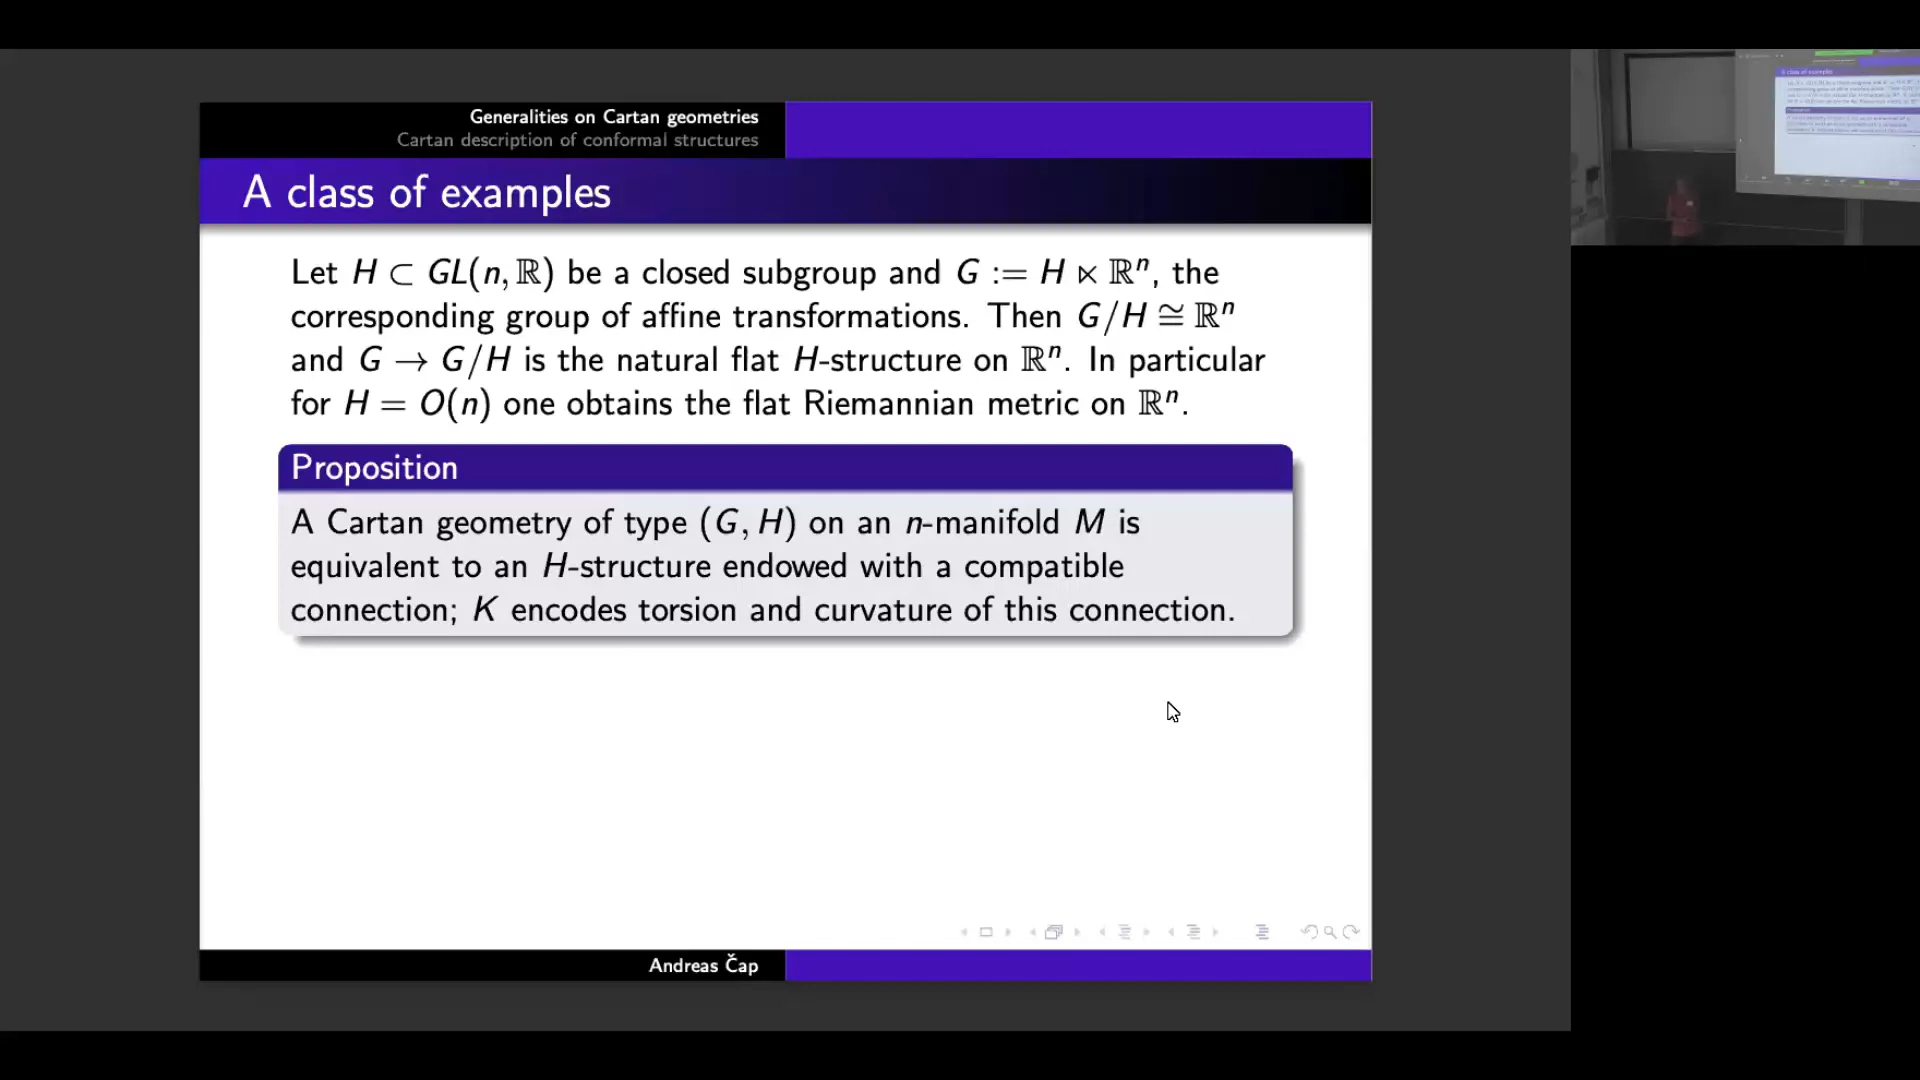 Generalities on Cartan geometries
Cartan description of conformal structures
A class of examples
Let H ⊂ GL(n, ℝ) be a closed subgroup and G := H ⋉ ℝⁿ, the
corresponding group of affine transformations. Then G/H ≅ ℝⁿ
and G → G/H is the natural flat H-structure on ℝⁿ. In particular
for H = O(n) one obtains the flat Riemannian metric on ℝⁿ.
Proposition
A Cartan geometry of type (G, H) on an n-manifold M is
equivalent to an H-structure endowed with a compatible
connection; K encodes torsion and curvature of this connection.
Andreas Čap
A class of examples